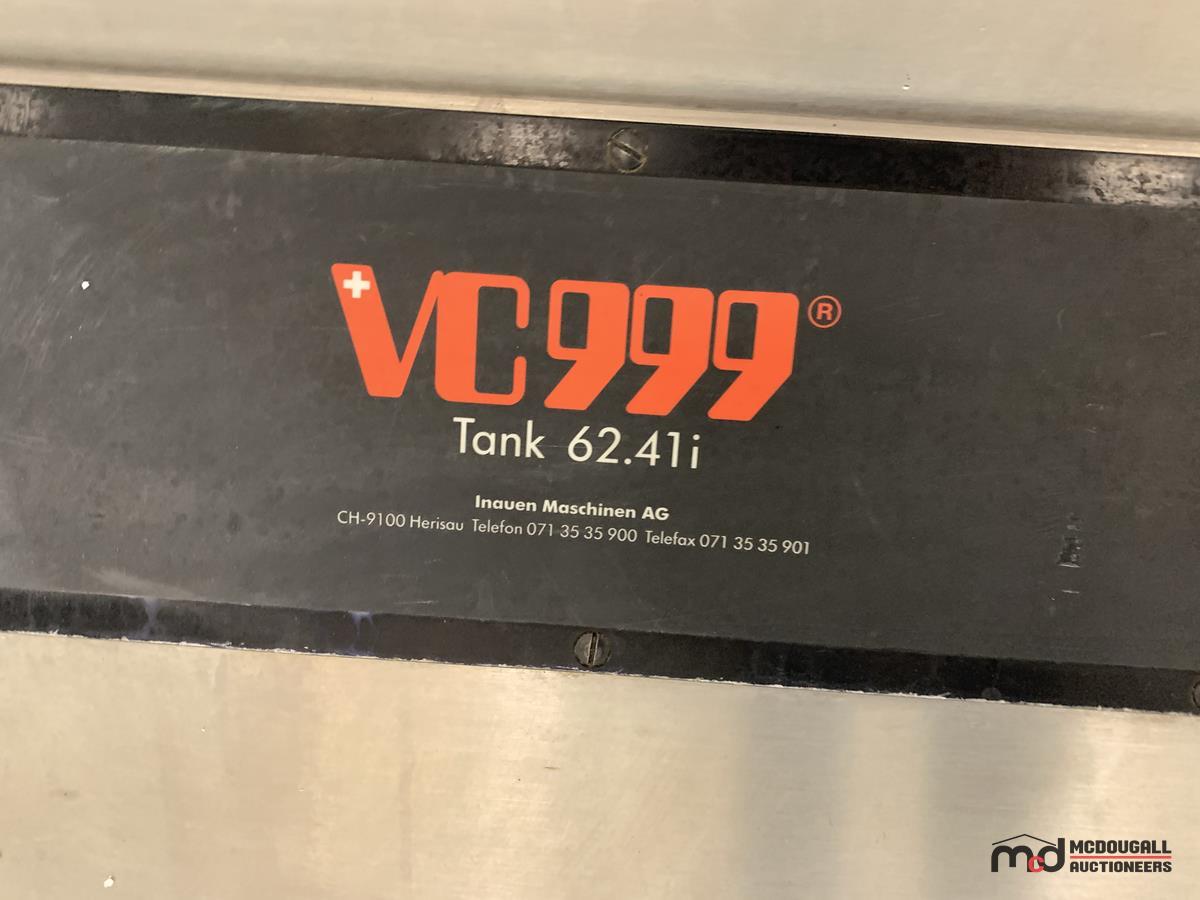 VC999®
Tank 62.41i
Inauen Maschinen AG
CH-9100 Herisau Telefon 071 35 35 900 Telefax 071 35 35 901
mcd MCDOUGALL
AUCTIONEERS